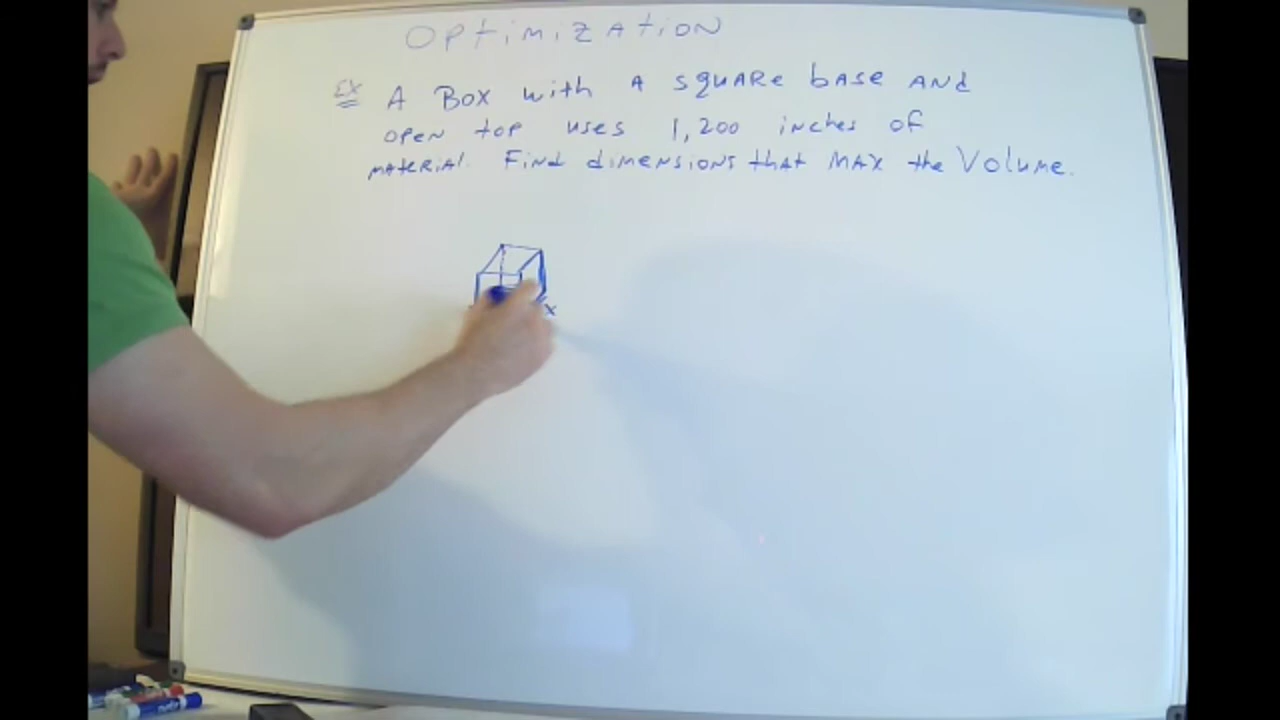 Optimization
Ex A Box with A square base and
open top uses 1,200 inches of
material. Find dimensions that MAX the Volume.
x